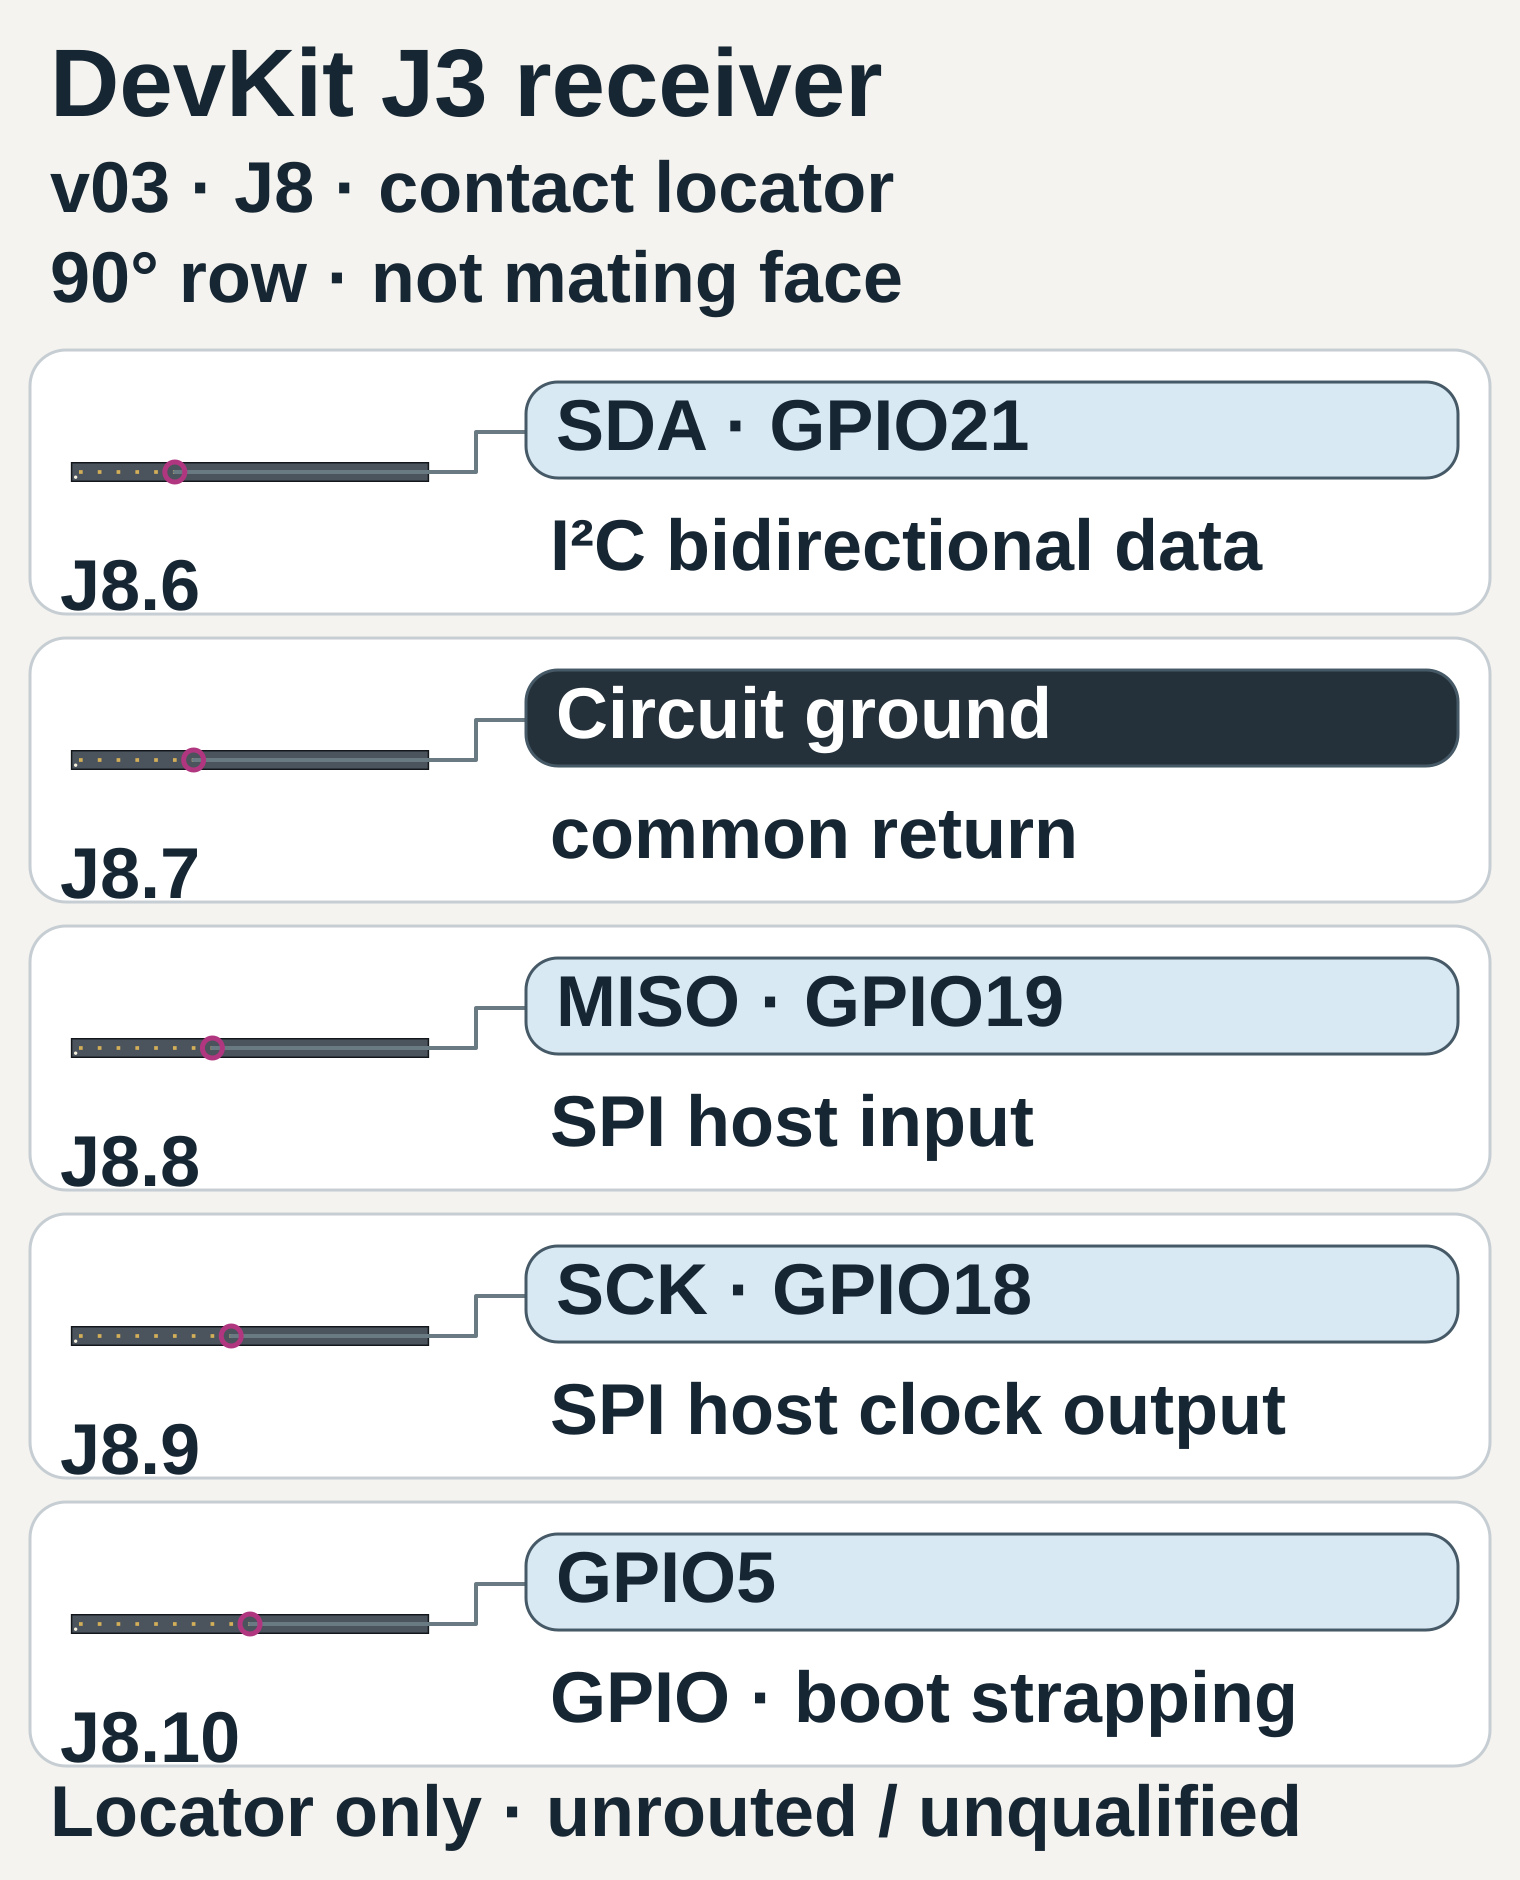 DevKit J3 receiver
v03 · J8 · contact locator
90° row · not mating face
SDA · GPIO21
I²C bidirectional data
J8.6
Circuit ground
common return
J8.7
MISO · GPIO19
SPI host input
J8.8
SCK · GPIO18
SPI host clock output
J8.9
GPIO5
GPIO · boot strapping
J8.10
Locator only · unrouted / unqualified